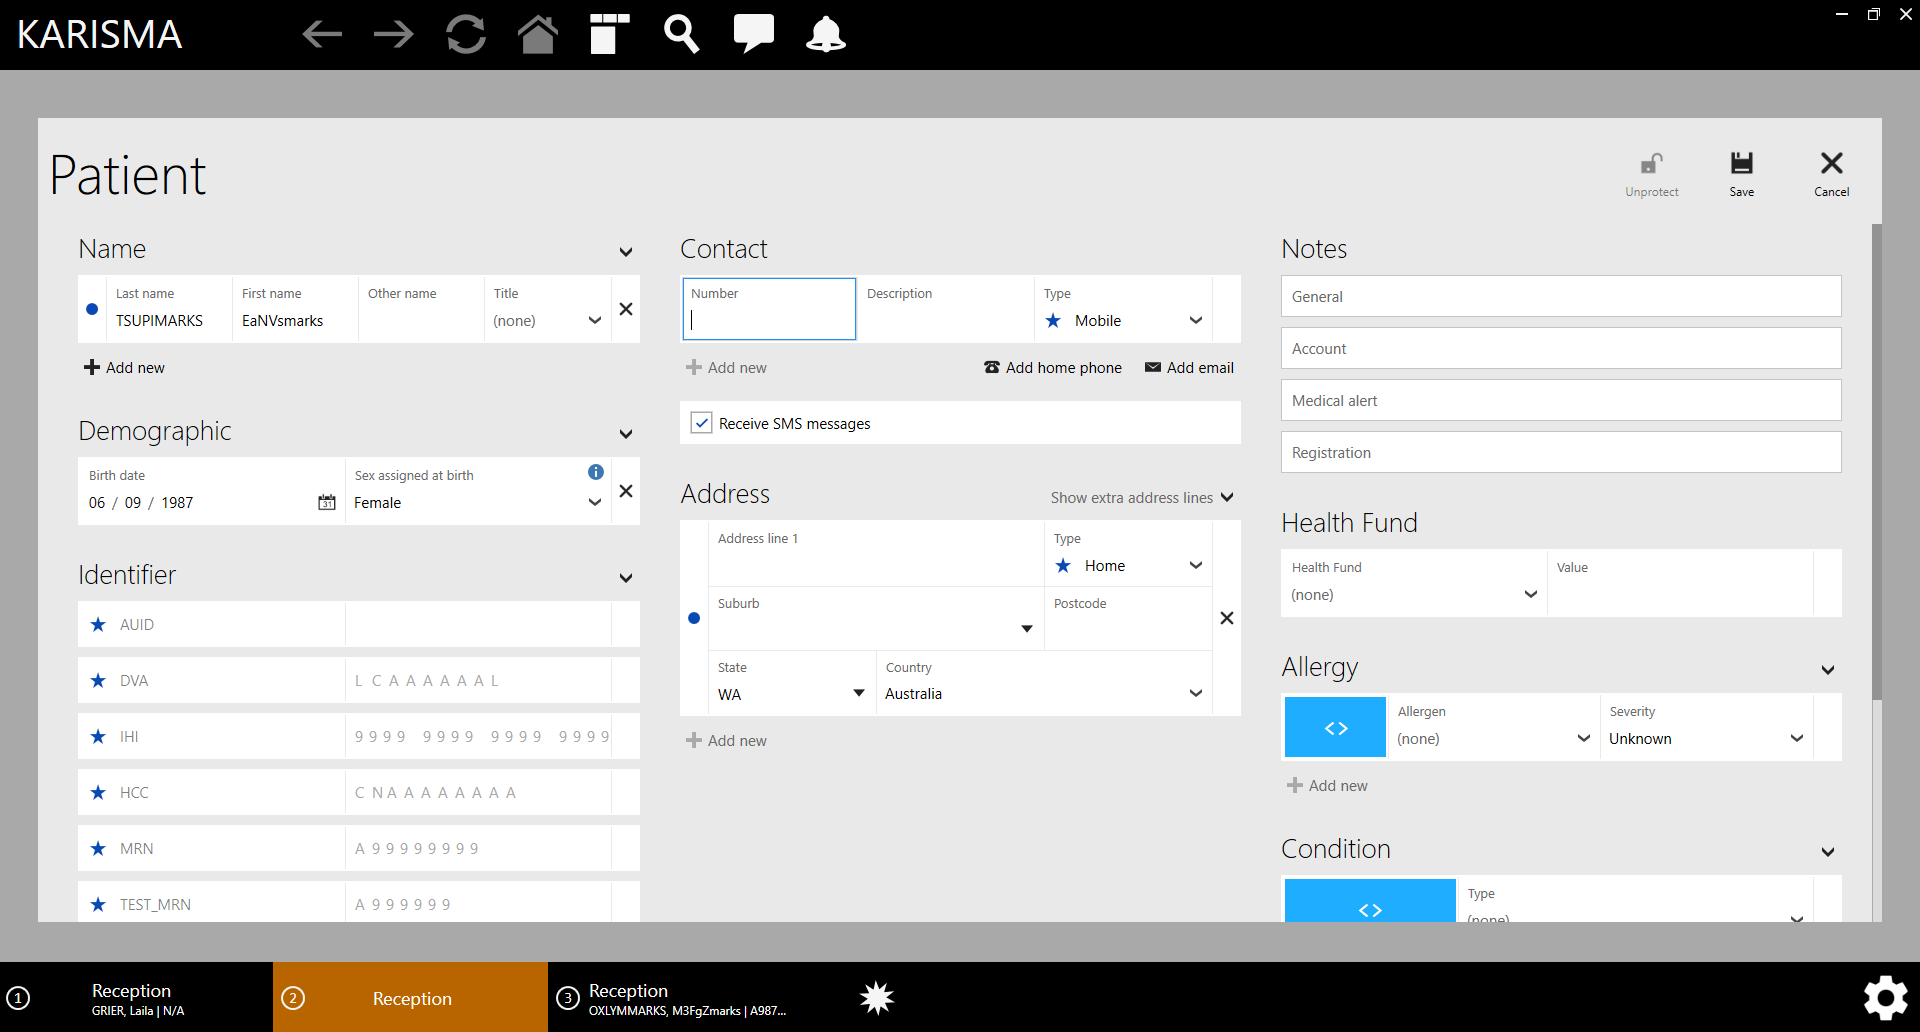 KARISMA
Patient
Unprotect
Save
Cancel
Name
Last name
First name
Other name
Title
TSUPIMARKS
EaNVsmarks
(none)
Add new
Demographic
Birth date
Sex assigned at birth
06 / 09 / 1987
31
Female
Identifier
AUID
DVA
L C A A A A A A L
IHI
9 9 9 9 9 9 9 9 9 9 9 9 9 9 9 9
HCC
C N A A A A A A A A
MRN
A 9 9 9 9 9 9 9 9
TEST_MRN
A 9 9 9 9 9 9
Contact
Number
Description
Type
Mobile
Add new
Add home phone
Add email
Receive SMS messages
Address
Show extra address lines
Address line 1
Type
Home
Suburb
Postcode
State
Country
WA
Australia
Add new
Notes
General
Account
Medical alert
Registration
Health Fund
Health Fund
Value
(none)
Allergy
<>
Allergen
Severity
(none)
Unknown
Add new
Condition
<>
Type
(none)
1
Reception
GRIER, Laila | N/A
2
Reception
3
Reception
OXLYMMARKS, M3FgZmarks | A987...